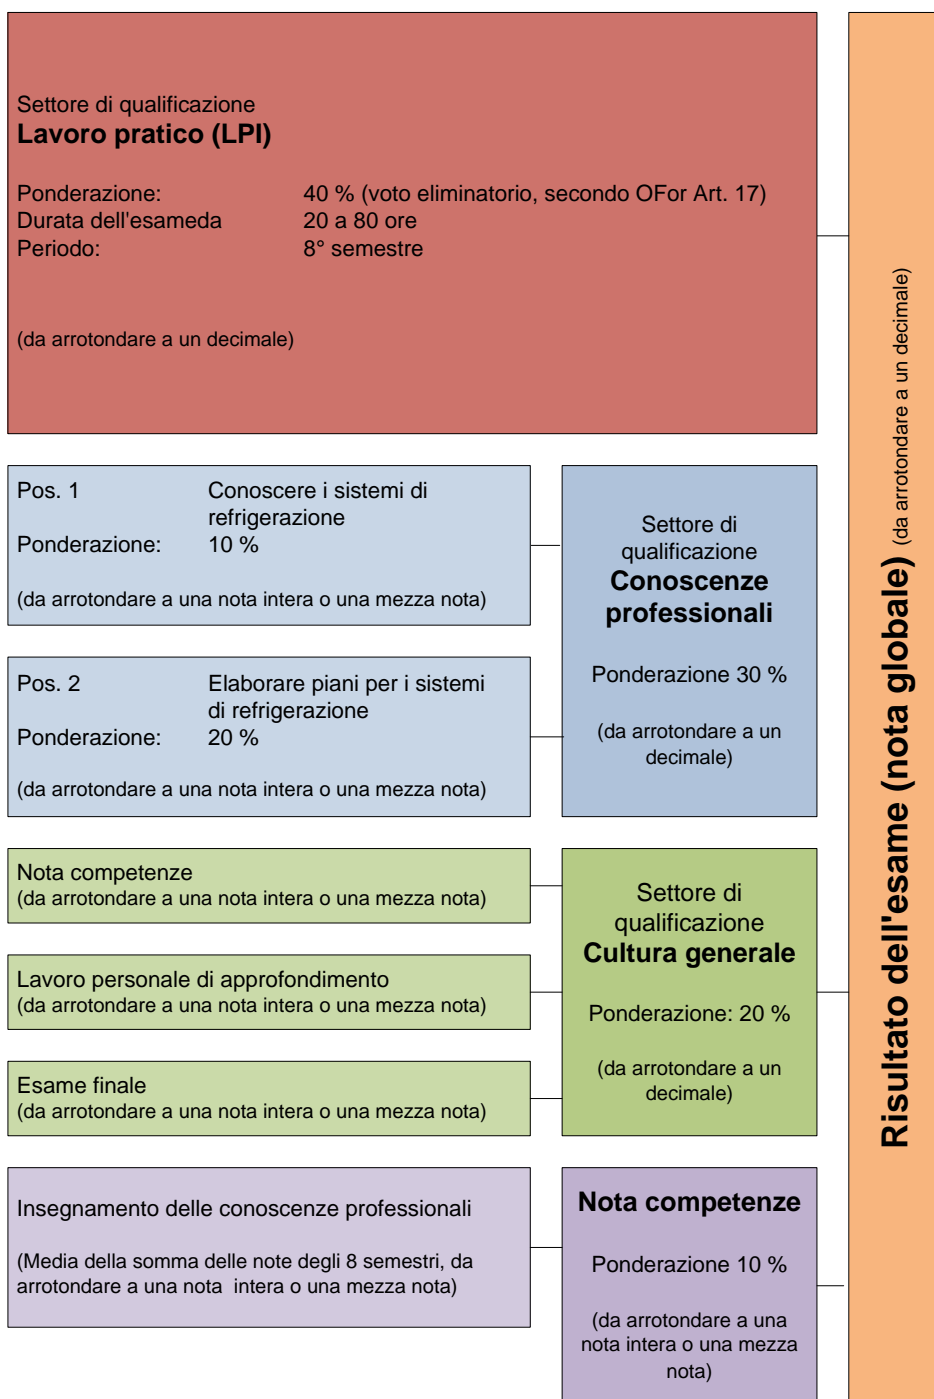 Settore di qualificazione
Lavoro pratico (LPI)
Ponderazione: 40 % (voto eliminatorio, secondo OFor Art. 17)
Durata dell'esameda 20 a 80 ore
Periodo: 8° semestre
(da arrotondare a un decimale)
Pos. 1 Conoscere i sistemi di
refrigerazione
Ponderazione: 10 %
(da arrotondare a una nota intera o una mezza nota)
Pos. 2 Elaborare piani per i sistemi
di refrigerazione
Ponderazione: 20 %
(da arrotondare a una nota intera o una mezza nota)
Settore di
qualificazione
Conoscenze
professionali
Ponderazione 30 %
(da arrotondare a un
decimale)
Nota competenze
(da arrotondare a una nota intera o una mezza nota)
Lavoro personale di approfondimento
(da arrotondare a una nota intera o una mezza nota)
Esame finale
(da arrotondare a una nota intera o una mezza nota)
Settore di
qualificazione
Cultura generale
Ponderazione: 20 %
(da arrotondare a un
decimale)
Insegnamento delle conoscenze professionali
(Media della somma delle note degli 8 semestri, da
arrotondare a una nota  intera o una mezza nota)
Nota competenze
Ponderazione 10 %
(da arrotondare a una
nota intera o una mezza
nota)
Risultato dell'esame (nota globale) (da arrotondare a un decimale)